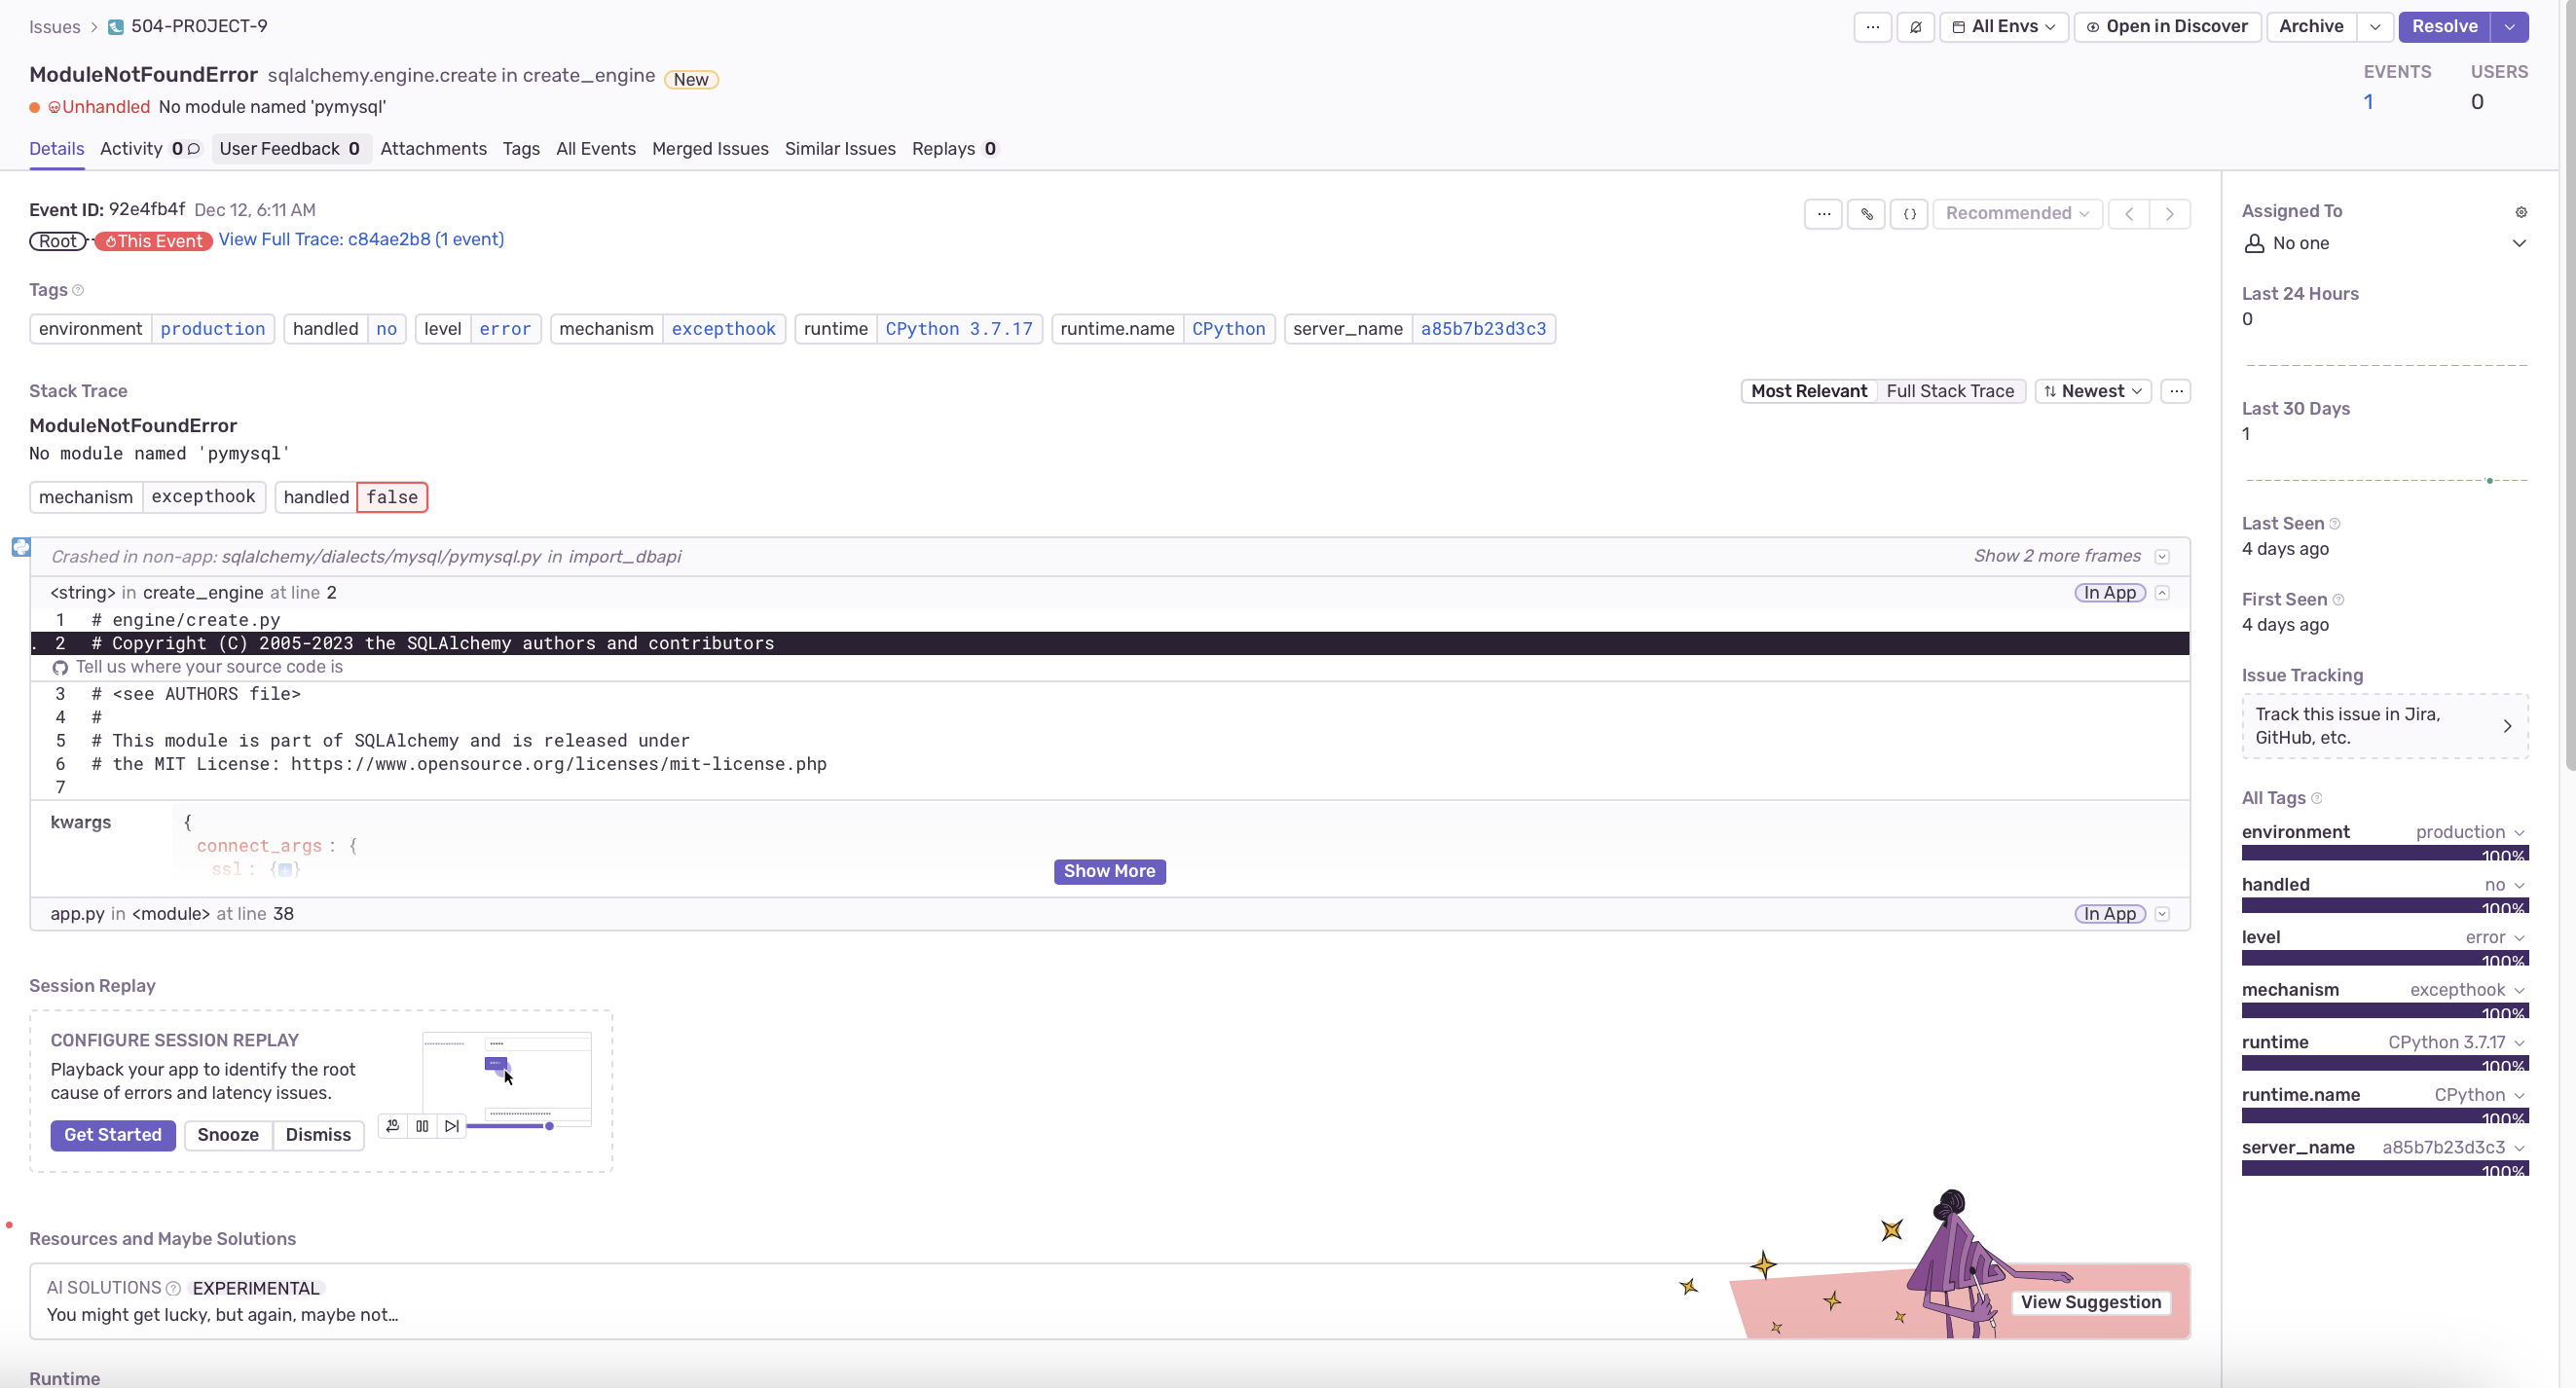 Issues > 504-PROJECT-9
... All Envs Open in Discover Archive Resolve
ModuleNotFoundError sqlalchemy.engine.create in create_engine New
EVENTS USERS
Unhandled No module named 'pymysql'
1 0
Details Activity 0 User Feedback 0 Attachments Tags All Events Merged Issues Similar Issues Replays 0
Event ID: 92e4fb4f Dec 12, 6:11 AM
... {} Recommended < >
Root This Event View Full Trace: c84ae2b8 (1 event)
Tags ?
environment production handled no level error mechanism excepthook runtime CPython 3.7.17 runtime.name CPython server_name a85b7b23d3c3
Stack Trace
Most Relevant Full Stack Trace Newest ...
ModuleNotFoundError
No module named 'pymysql'
mechanism excepthook handled false
Crashed in non-app: sqlalchemy/dialects/mysql/pymysql.py in import_dbapi Show 2 more frames
<string> in create_engine at line 2 In App
1 # engine/create.py
. 2 # Copyright (C) 2005-2023 the SQLAlchemy authors and contributors
Tell us where your source code is
3 # <see AUTHORS file>
4 #
5 # This module is part of SQLAlchemy and is released under
6 # the MIT License: https://www.opensource.org/licenses/mit-license.php
7
kwargs {
connect_args: {
ssl: {+}
Show More
app.py in <module> at line 38 In App
Session Replay
CONFIGURE SESSION REPLAY
Playback your app to identify the root
cause of errors and latency issues.
Get Started Snooze Dismiss
10
Resources and Maybe Solutions
AI SOLUTIONS ? EXPERIMENTAL
You might get lucky, but again, maybe not…
View Suggestion
Runtime
Assigned To
No one
Last 24 Hours
0
Last 30 Days
1
Last Seen ?
4 days ago
First Seen ?
4 days ago
Issue Tracking
Track this issue in Jira,
GitHub, etc.
All Tags ?
environment production
100%
handled no
100%
level error
100%
mechanism excepthook
100%
runtime CPython 3.7.17
100%
runtime.name CPython
100%
server_name a85b7b23d3c3
100%